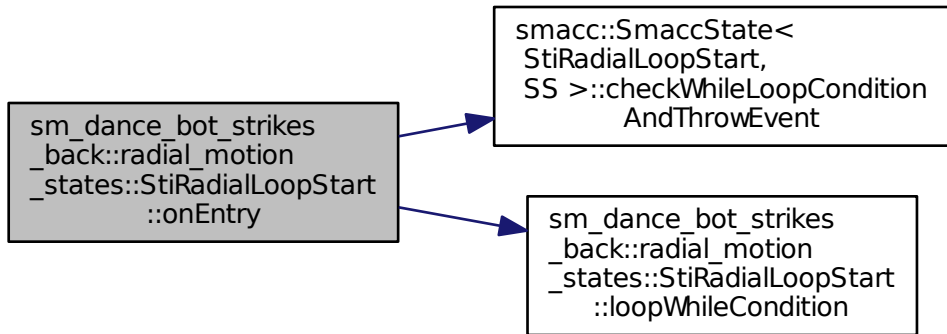 sm_dance_bot_strikes
_back::radial_motion
_states::StiRadialLoopStart
::onEntry
smacc::SmaccState<
StiRadialLoopStart,
SS >::checkWhileLoopCondition
AndThrowEvent
sm_dance_bot_strikes
_back::radial_motion
_states::StiRadialLoopStart
::loopWhileCondition